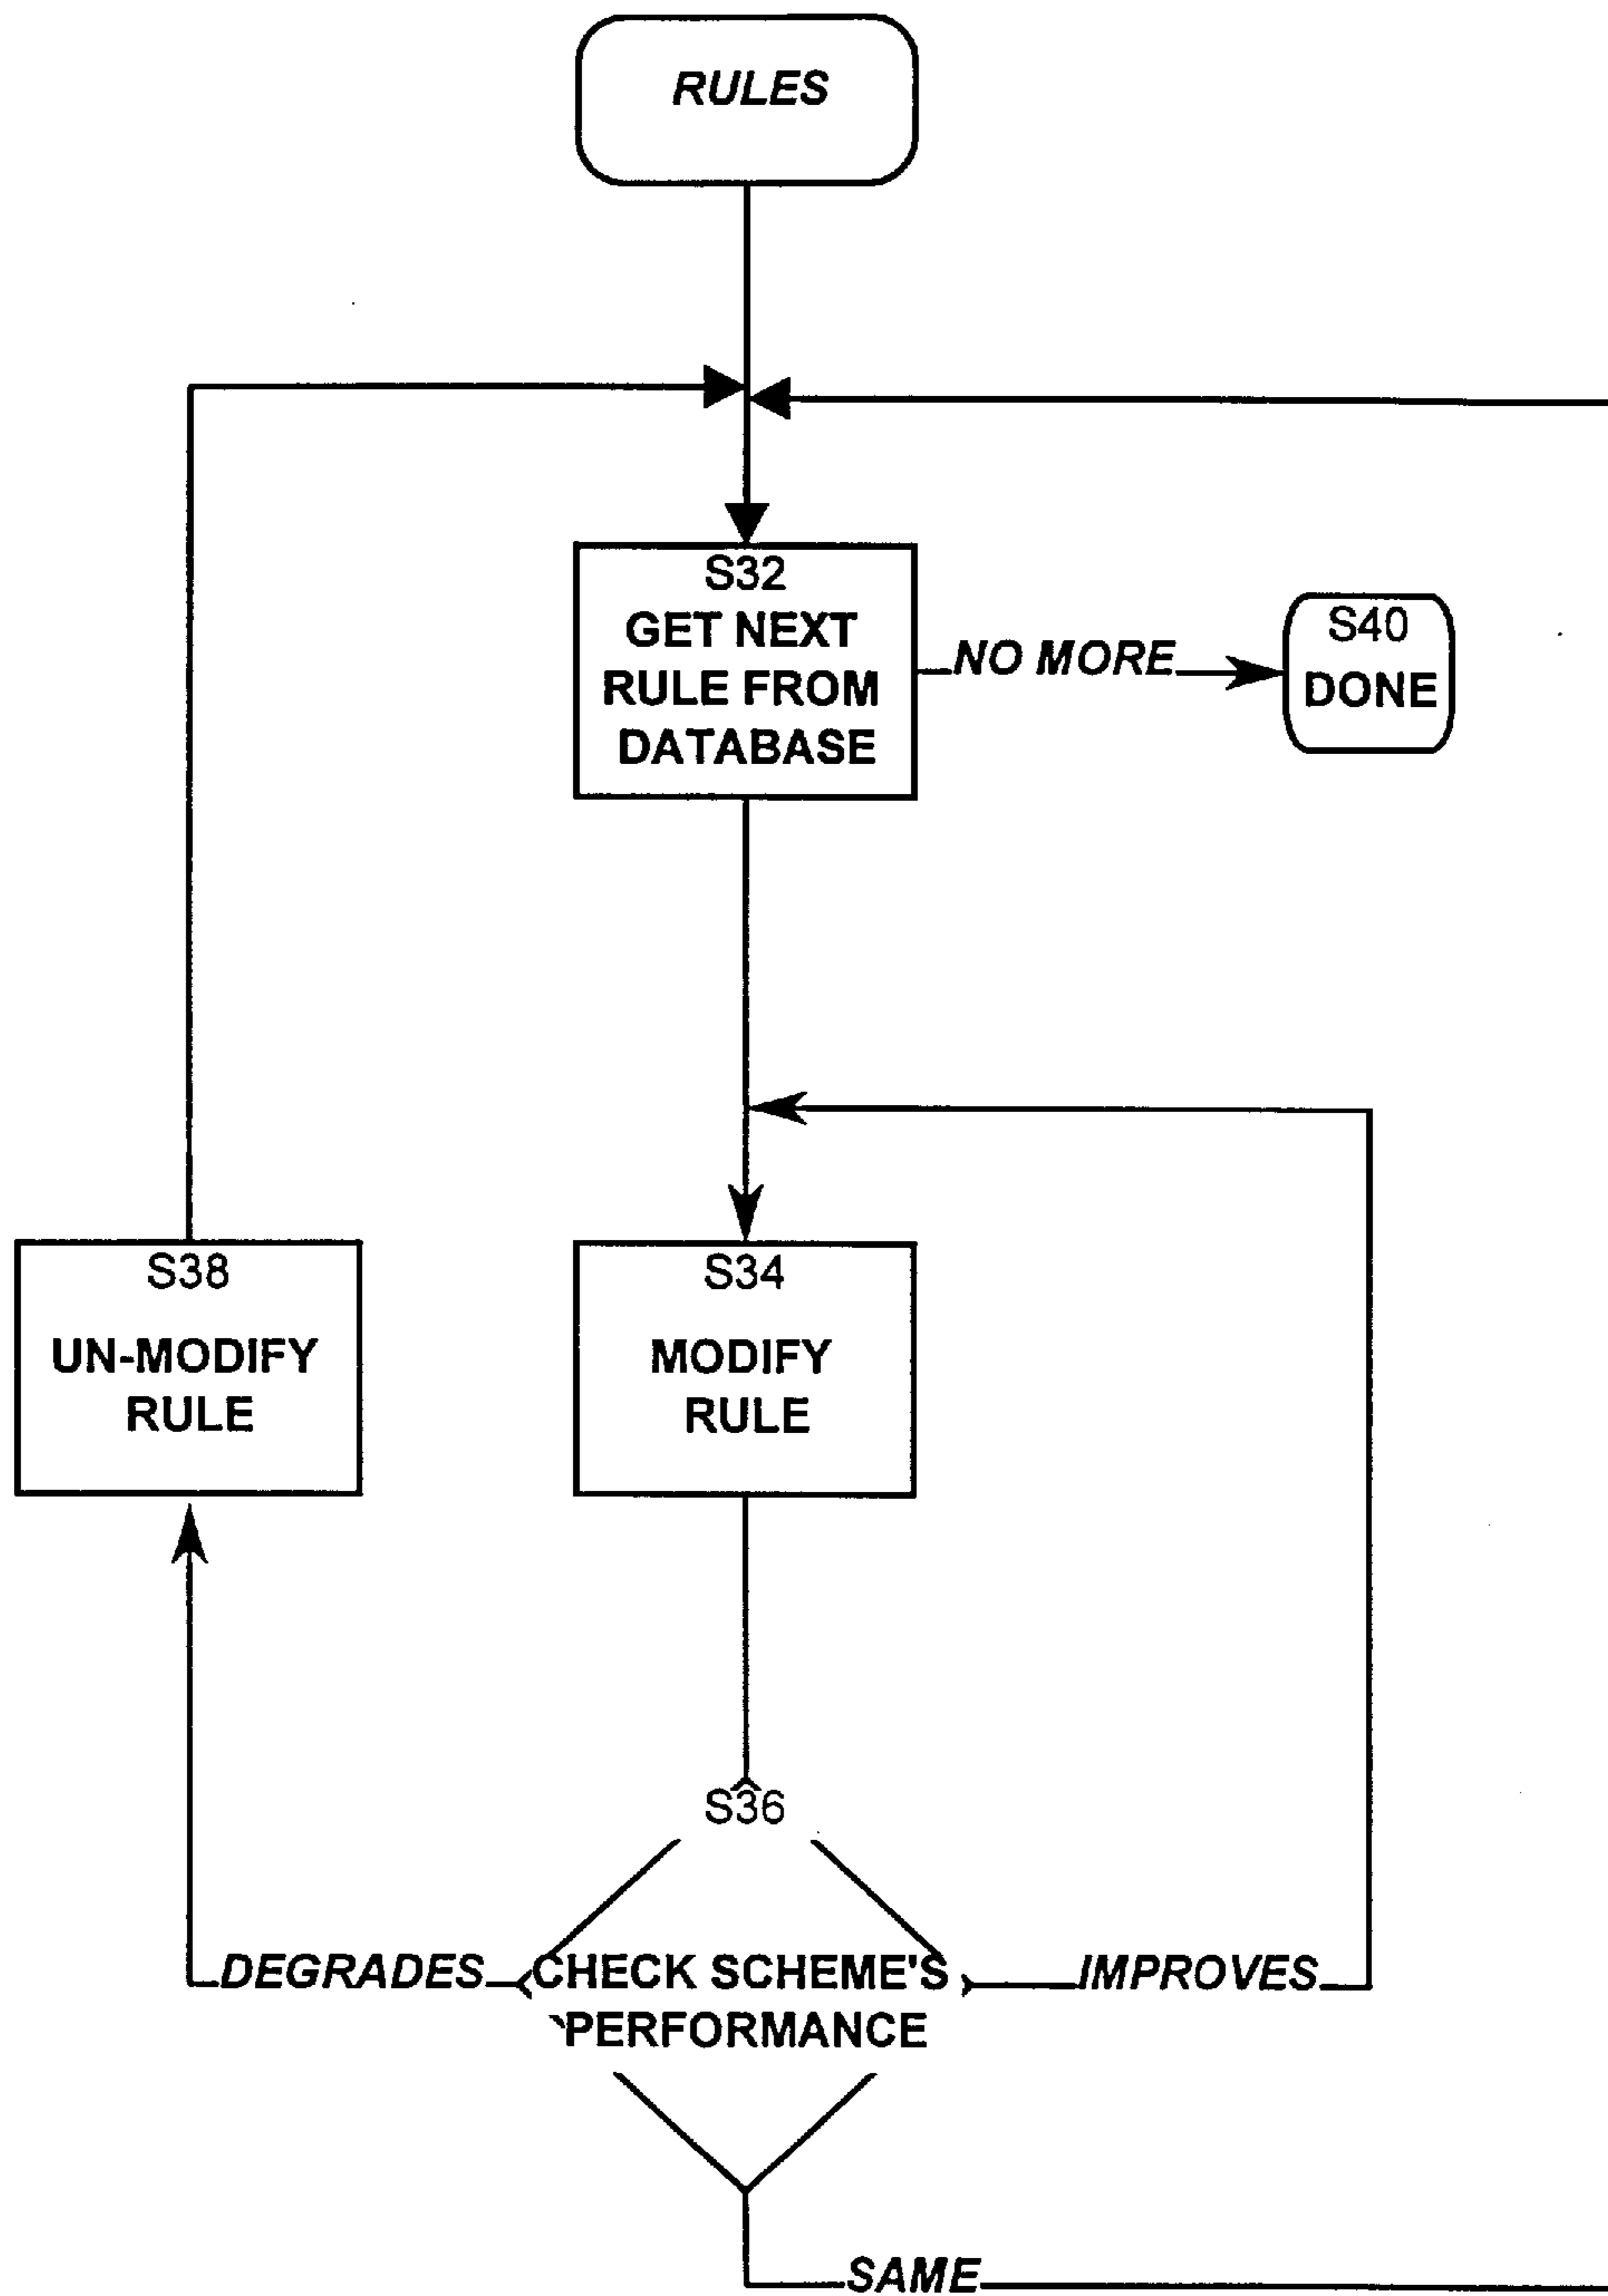 RULES
S32
GET NEXT
RULE FROM
DATABASE
NO MORE
S40
DONE
S38
UN-MODIFY
RULE
S34
MODIFY
RULE
S36
DEGRADES
CHECK SCHEME'S
PERFORMANCE
IMPROVES
SAME